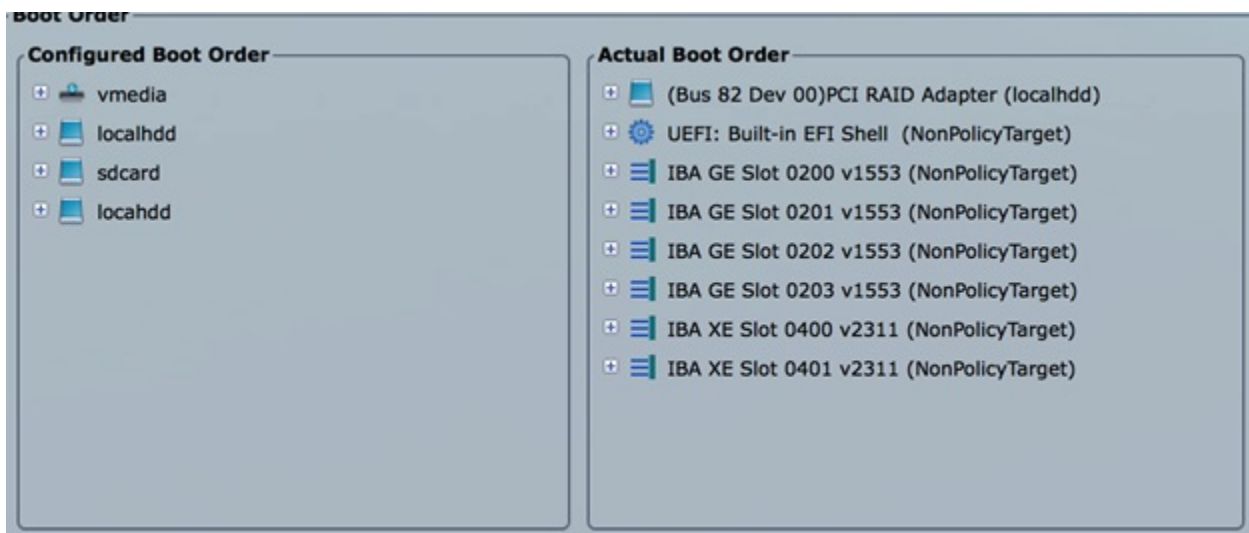 Boot Order
Configured Boot Order
vmedia
localhdd
sdcard
locahdd
Actual Boot Order
(Bus 82 Dev 00)PCI RAID Adapter (localhdd)
UEFI: Built-in EFI Shell (NonPolicyTarget)
IBA GE Slot 0200 v1553 (NonPolicyTarget)
IBA GE Slot 0201 v1553 (NonPolicyTarget)
IBA GE Slot 0202 v1553 (NonPolicyTarget)
IBA GE Slot 0203 v1553 (NonPolicyTarget)
IBA XE Slot 0400 v2311 (NonPolicyTarget)
IBA XE Slot 0401 v2311 (NonPolicyTarget)